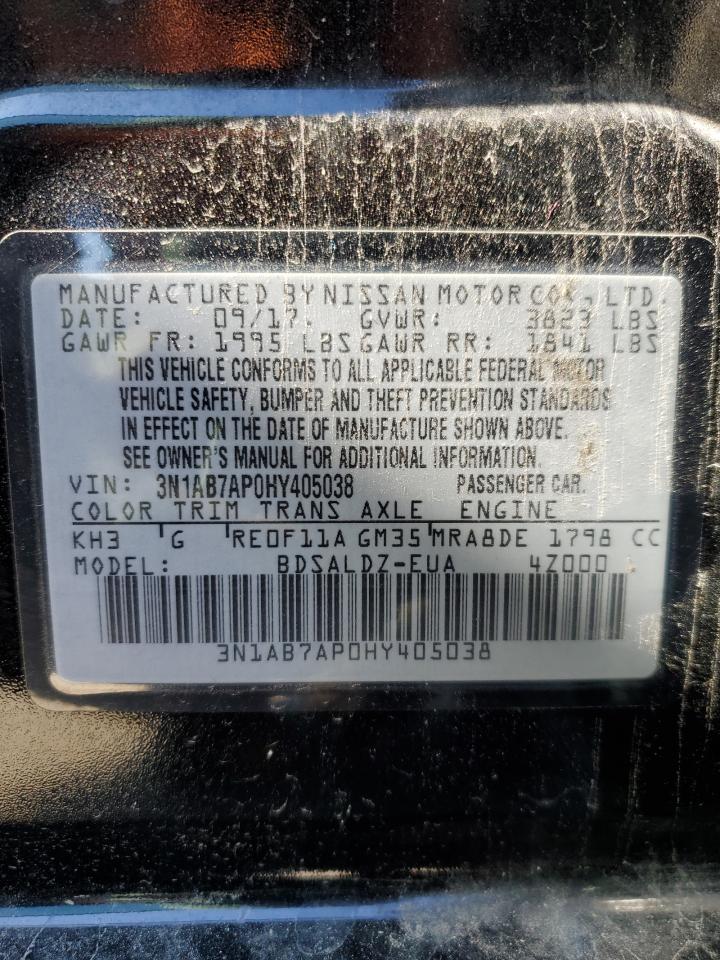 MANUFACTURED BY NISSAN MOTOR CO., LTD.
DATE: 09/17. GVWR: 3823 LBS
GAWR FR: 1995 LBS GAWR RR: 1841 LBS
THIS VEHICLE CONFORMS TO ALL APPLICABLE FEDERAL MOTOR
VEHICLE SAFETY, BUMPER AND THEFT PREVENTION STANDARDS
IN EFFECT ON THE DATE OF MANUFACTURE SHOWN ABOVE.
SEE OWNER'S MANUAL FOR ADDITIONAL INFORMATION.
VIN: 3N1AB7AP0HY405038 PASSENGER CAR.
COLOR TRIM TRANS AXLE ENGINE
KH3 G RE0F11A GM35 MRA8DE 1798 CC
MODEL: BDSALDZ-EUA 4Z000
3N1AB7AP0HY405038